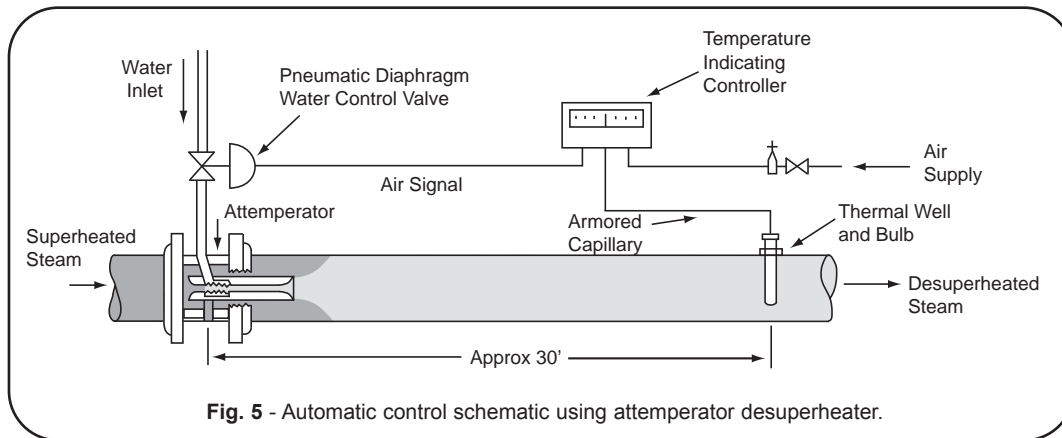 Temperature
Indicating
Controller
Water
Inlet
Pneumatic Diaphragm
Water Control Valve
Air Signal
Air
Supply
Attemperator
Armored
Capillary
Thermal Well
and Bulb
Superheated
Steam
Desuperheated
Steam
Approx 30’
Fig. 5 - Automatic control schematic using attemperator desuperheater.